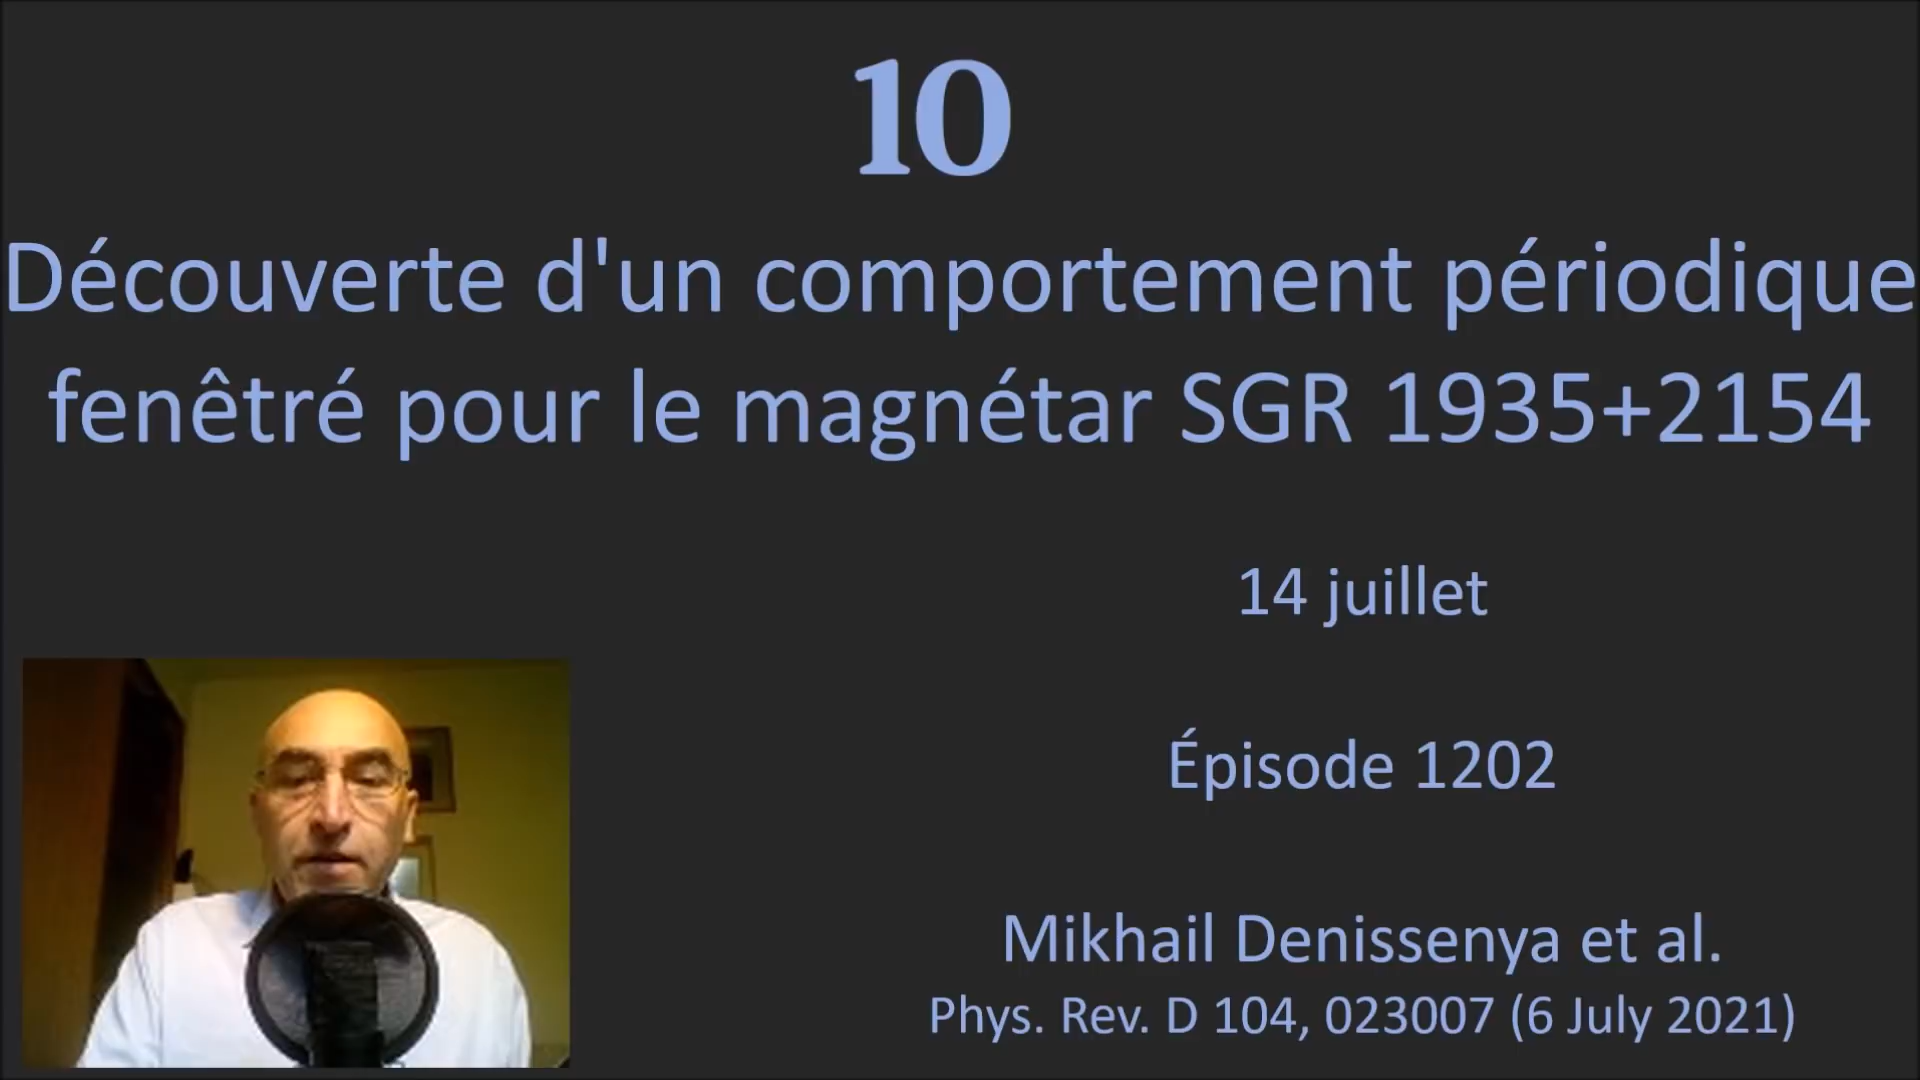 10
Découverte d'un comportement périodique
fenêtré pour le magnétar SGR 1935+2154
14 juillet
Épisode 1202
Mikhail Denissenya et al.
Phys. Rev. D 104, 023007 (6 July 2021)